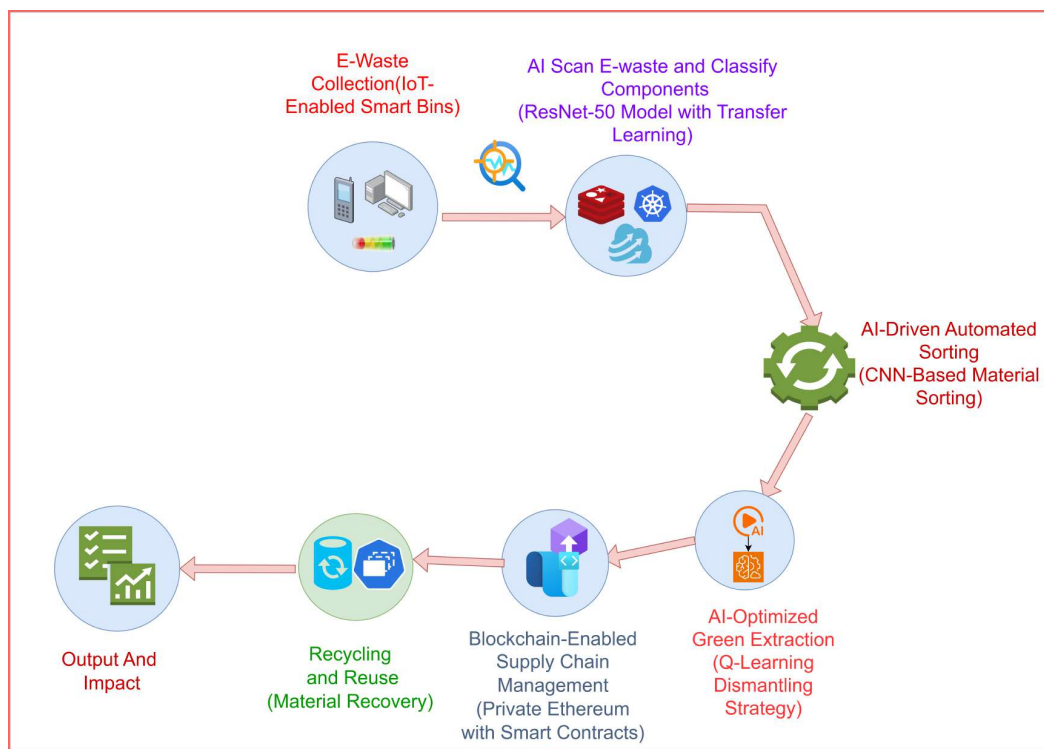 E-Waste
Collection(IoT-
Enabled Smart Bins)
AI Scan E-waste and Classify
Components
(ResNet-50 Model with Transfer
Learning)
AI-Driven Automated
Sorting
(CNN-Based Material
Sorting)
AI
AI-Optimized
Green Extraction
(Q-Learning
Dismantling
Strategy)
Blockchain-Enabled
Supply Chain
Management
(Private Ethereum
with Smart Contracts)
Recycling
and Reuse
(Material Recovery)
Output And
Impact